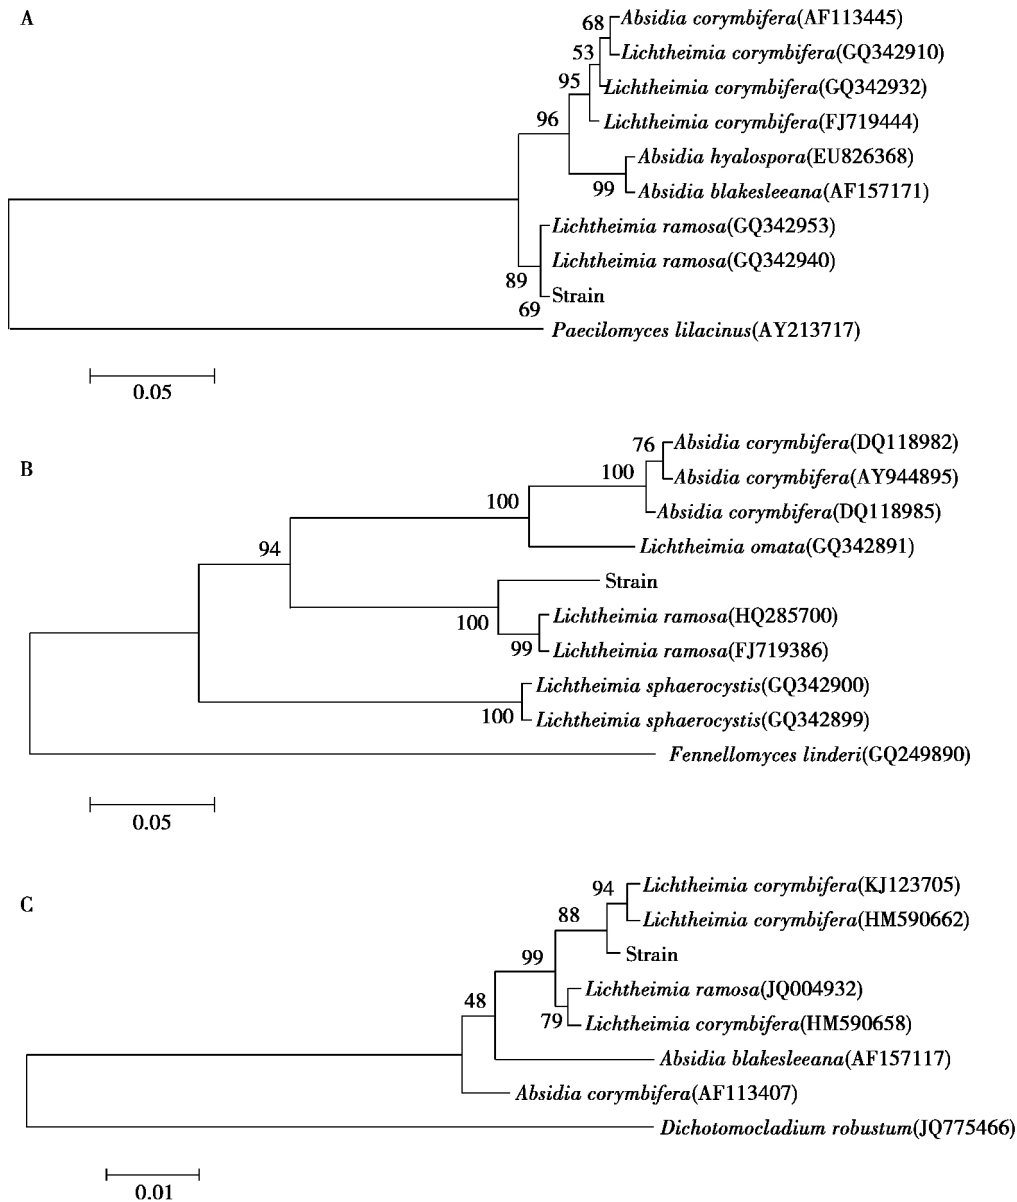 A
68
Absidia corymbifera(AF113445)
Lichtheimia corymbifera(GQ342910)
53
95
Lichtheimia corymbifera(GQ342932)
Lichtheimia corymbifera(FJ719444)
96
Absidia hyalospora(EU826368)
99
Absidia blakesleeana(AF157171)
Lichtheimia ramosa(GQ342953)
Lichtheimia ramosa(GQ342940)
89
Strain
69
Paecilomyces lilacinus(AY213717)
0.05
B
76
Absidia corymbifera(DQ118982)
100
Absidia corymbifera(AY944895)
100
Absidia corymbifera(DQ118985)
94
Lichtheimia omata(GQ342891)
Strain
100
Lichtheimia ramosa(HQ285700)
99
Lichtheimia ramosa(FJ719386)
Lichtheimia sphaerocystis(GQ342900)
100
Lichtheimia sphaerocystis(GQ342899)
Fennellomyces linderi(GQ249890)
0.05
C
94
Lichtheimia corymbifera(KJ123705)
88
Lichtheimia corymbifera(HM590662)
99
Strain
48
Lichtheimia ramosa(JQ004932)
79
Lichtheimia corymbifera(HM590658)
Absidia blakesleeana(AF157117)
Absidia corymbifera(AF113407)
Dichotomocladium robustum(JQ775466)
0.01